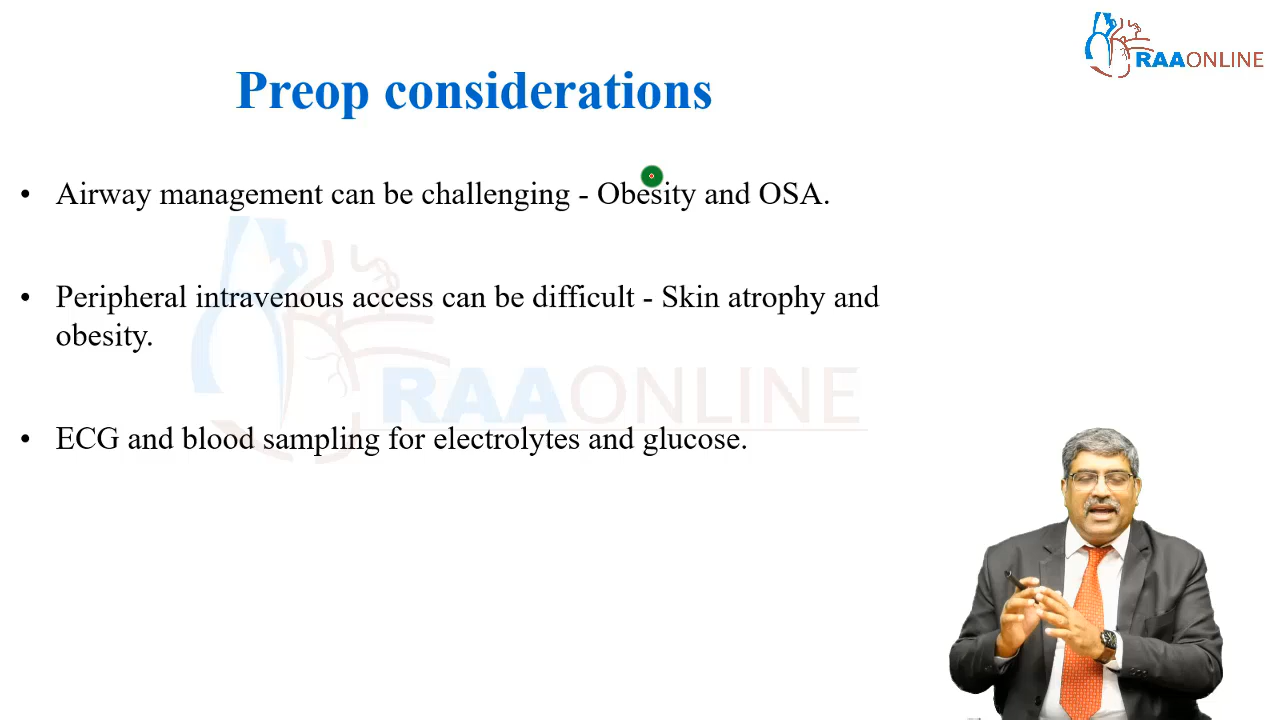 RAAONLINE
Preop considerations
• Airway management can be challenging - Obesity and OSA.
• Peripheral intravenous access can be difficult - Skin atrophy and
obesity.
RAAONLINE
• ECG and blood sampling for electrolytes and glucose.